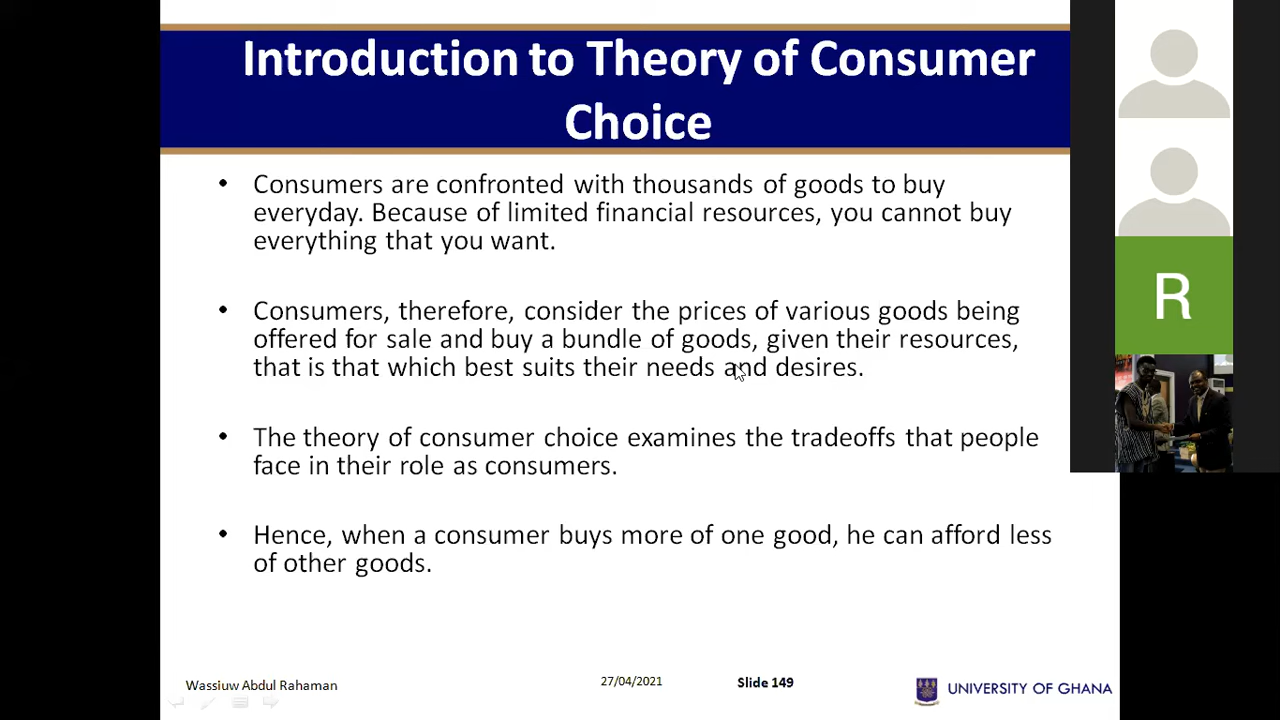 Introduction to Theory of Consumer
Choice
• Consumers are confronted with thousands of goods to buy
everyday. Because of limited financial resources, you cannot buy
everything that you want.
• Consumers, therefore, consider the prices of various goods being
offered for sale and buy a bundle of goods, given their resources,
that is that which best suits their needs and desires.
• The theory of consumer choice examines the tradeoffs that people
face in their role as consumers.
• Hence, when a consumer buys more of one good, he can afford less
of other goods.
R
Wassiuw Abdul Rahaman
27/04/2021
Slide 149
UNIVERSITY OF GHANA